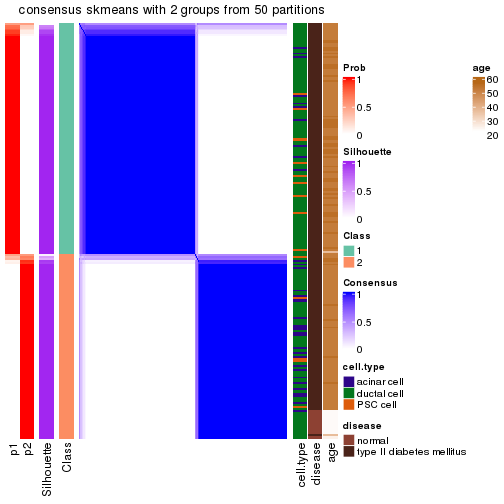 consensus skmeans with 2 groups from 50 partitions
Prob
1
0.5
0
age
60
50
40
30
20
Silhouette
1
0.5
0
Class
1
2
Consensus
1
0.5
0
cell.type
acinar cell
ductal cell
PSC cell
disease
normal
type II diabetes mellitus
p1
p2
Silhouette
Class
cell.type
disease
age